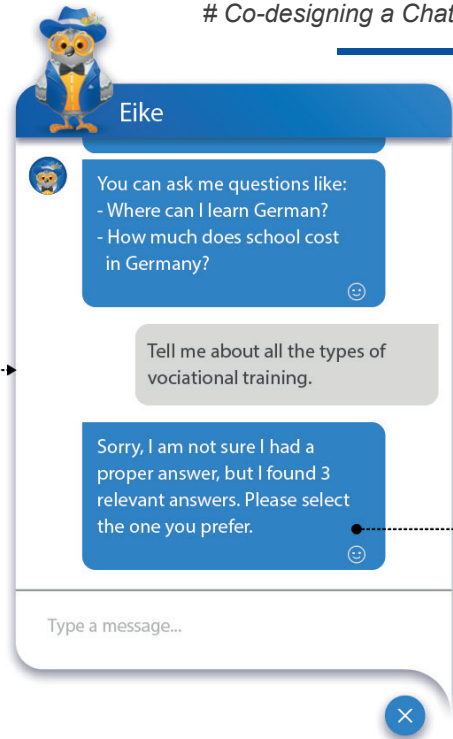 # Co-designing a Chat
Eike
You can ask me questions like:
- Where can I learn German?
- How much does school cost
in Germany?
Tell me about all the types of
vociational training.
Sorry, I am not sure I had a
proper answer, but I found 3
relevant answers. Please select
the one you prefer.
Type a message...